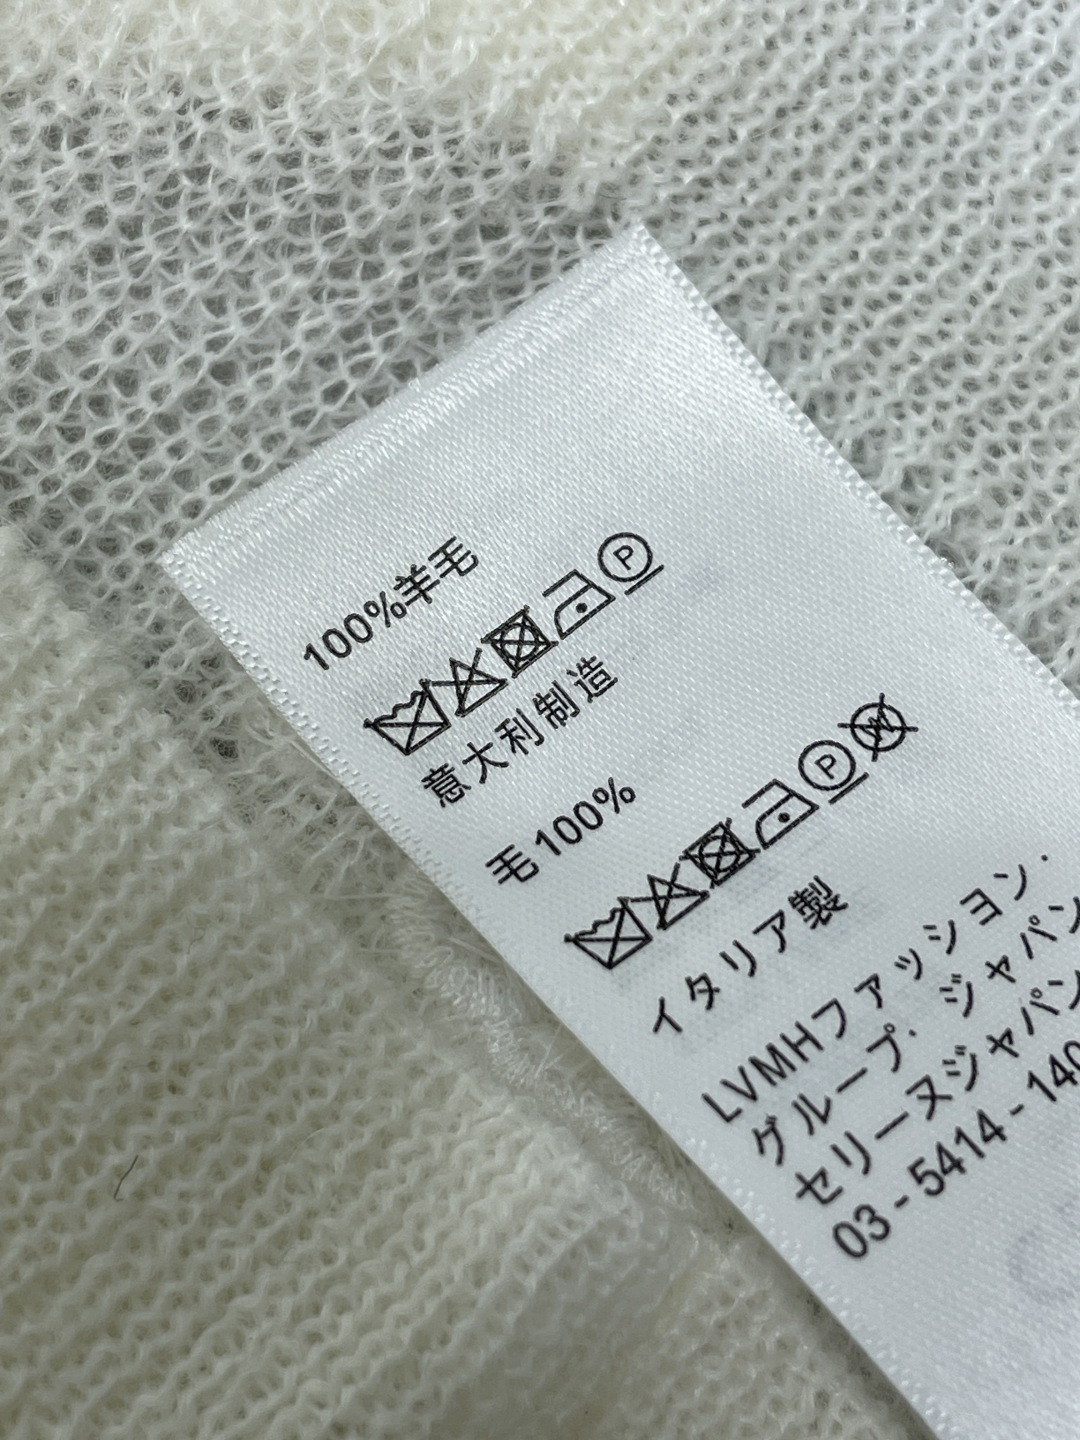 100%羊毛
P
意大利制造
毛100%
P W
イタリア製
LVMHファッション・
グループ・ジャパン
セリーヌジャパン
03-5414-140